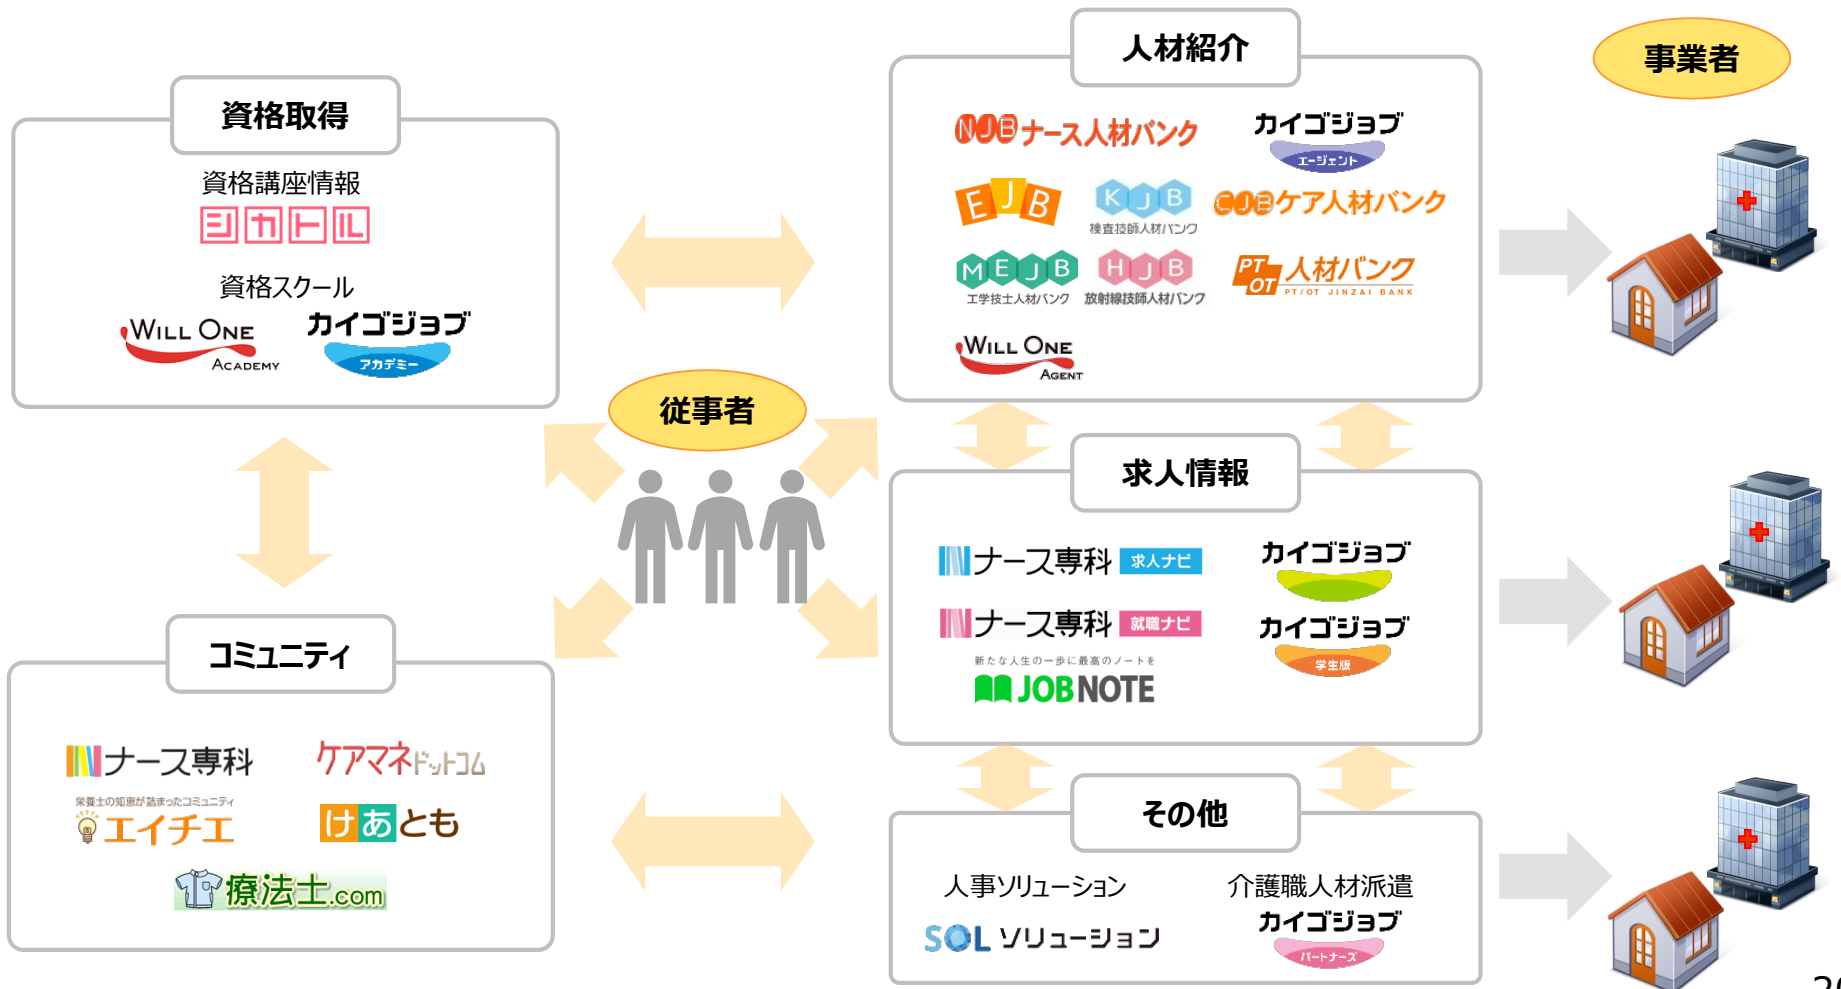 資格取得
資格講座情報
シカトル
資格スクール
WILL ONE
ACADEMY
カイゴジョブ
アカデミー
従事者
コミュニティ
ナース専科
ケアマネドットコム
栄養士の知恵が詰まったコミュニティ
エイチエ
けあとも
療法士.com
人材紹介
NJBナース人材バンク
カイゴジョブ
エージェント
EJB
KJB
検査技師人材バンク
CJBケア人材バンク
MEJB
工学技士人材バンク
HJB
放射線技師人材バンク
PT
OT
人材バンク
PT/OT JINZAI BANK
WILL ONE
AGENT
求人情報
ナース専科 求人ナビ
カイゴジョブ
ナース専科 就職ナビ
カイゴジョブ
学生版
新たな人生の一歩に最高のノートを
JOB NOTE
その他
人事ソリューション
SOL ソリューション
介護職人材派遣
カイゴジョブ
パートナーズ
事業者